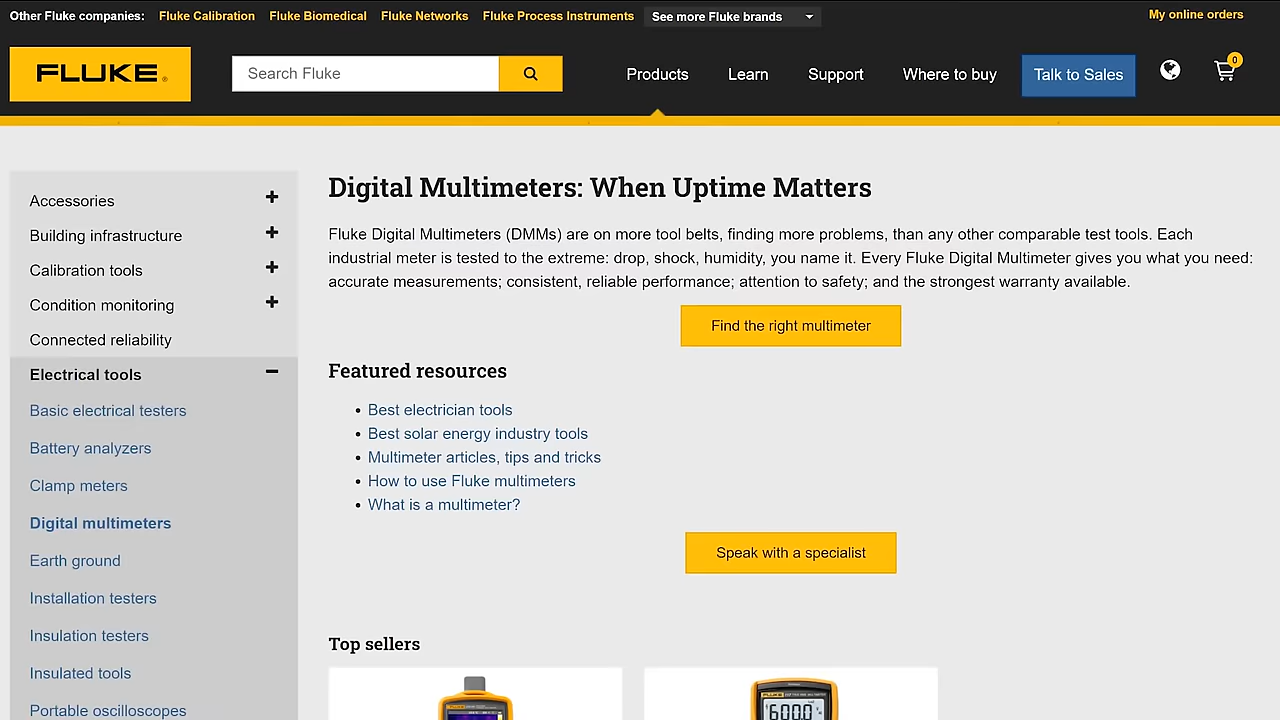 Other Fluke companies: Fluke Calibration Fluke Biomedical Fluke Networks Fluke Process Instruments See more Fluke brands My online orders
FLUKE®
Search Fluke
Products Learn Support Where to buy Talk to Sales 0
Accessories
Building infrastructure
Calibration tools
Condition monitoring
Connected reliability
Electrical tools
Basic electrical testers
Battery analyzers
Clamp meters
Digital multimeters
Earth ground
Installation testers
Insulation testers
Insulated tools
Portable oscilloscopes
Digital Multimeters: When Uptime Matters
Fluke Digital Multimeters (DMMs) are on more tool belts, finding more problems, than any other comparable test tools. Each
industrial meter is tested to the extreme: drop, shock, humidity, you name it. Every Fluke Digital Multimeter gives you what you need:
accurate measurements; consistent, reliable performance; attention to safety; and the strongest warranty available.
Find the right multimeter
Featured resources
• Best electrician tools
• Best solar energy industry tools
• Multimeter articles, tips and tricks
• How to use Fluke multimeters
• What is a multimeter?
Speak with a specialist
Top sellers
FLUKE
600.0